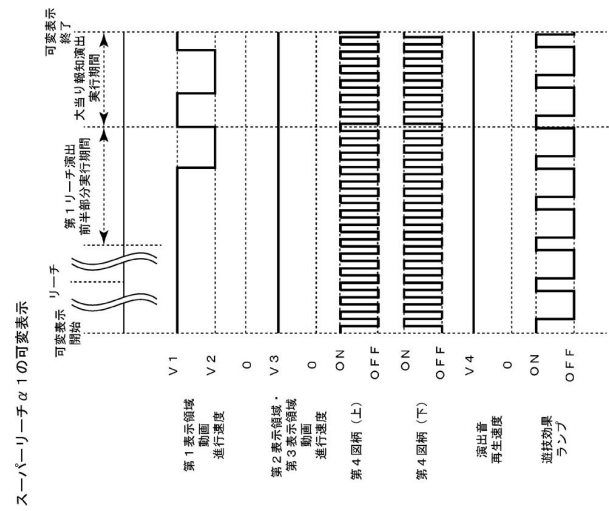 スーパーリーチα1の可変表示
可変表示
開始
リーチ
第1リーチ演出
前半部分実行期間
大当り報知演出
実行期間
可変表示
終了
第1表示領域
動画
進行速度
V1
V2
0
第2表示領域・
第3表示領域
動画
進行速度
V3
0
第4図柄(上)
ON
OFF
第4図柄(下)
ON
OFF
演出音
再生速度
V4
0
遊技効果
ランプ
ON
OFF